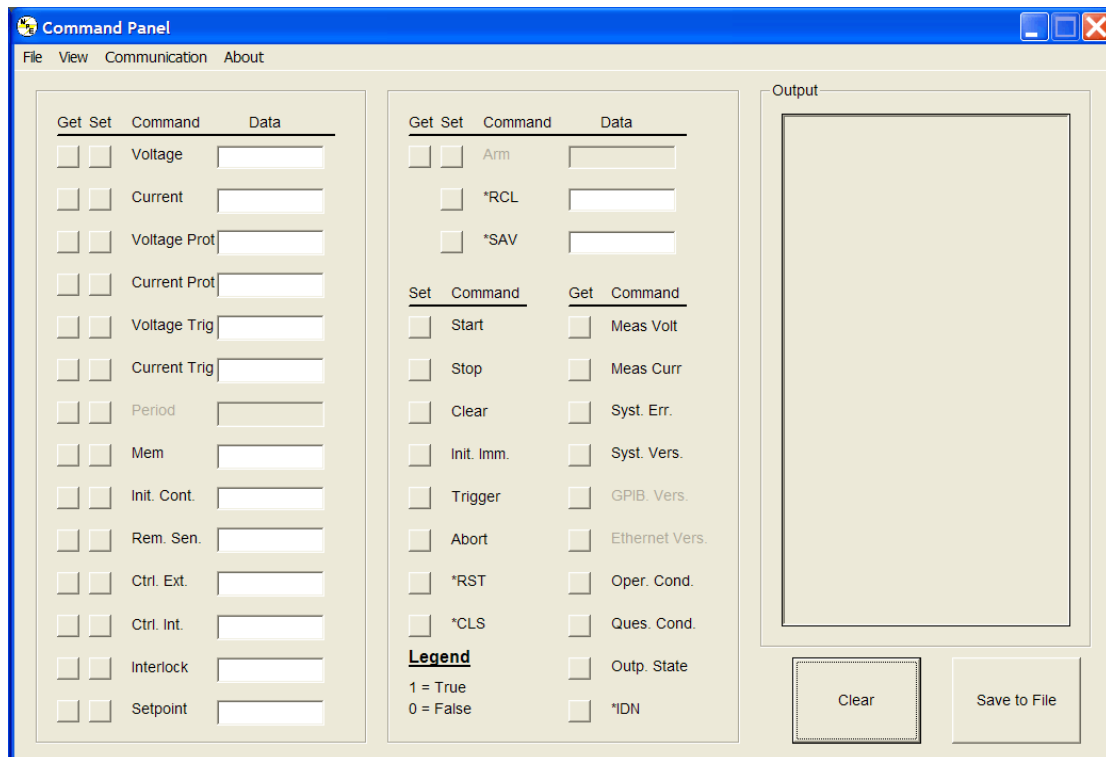 Command Panel
File View Communication About
Get Set Command Data
Voltage
Current
Voltage Prot
Current Prot
Voltage Trig
Current Trig
Period
Mem
Init. Cont.
Rem. Sen.
Ctrl. Ext.
Ctrl. Int.
Interlock
Setpoint
Get Set Command Data
Arm
*RCL
*SAV
Set Command
Start
Stop
Clear
Init. Imm.
Trigger
Abort
*RST
*CLS
Legend
1 = True
0 = False
Get Command
Meas Volt
Meas Curr
Syst. Err.
Syst. Vers.
GPIB. Vers.
Ethernet Vers.
Oper. Cond.
Ques. Cond.
Outp. State
*IDN
Output
Clear
Save to File